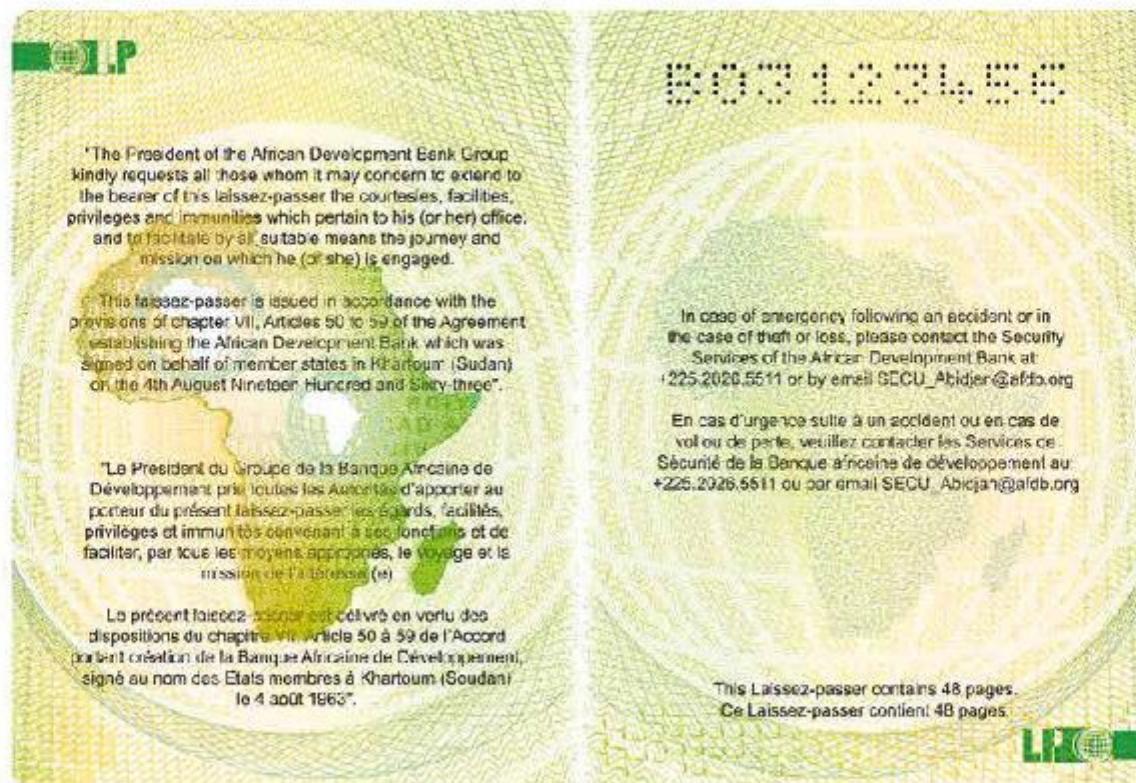 LP
"The President of the African Development Bank Group
kindly requests all those whom it may concern to extend to
the bearer of this laissez-passer the courtesies, facilities,
privileges and immunities which pertain to his (or her) office,
and to facilitate by all suitable means the journey and
mission on which he (or she) is engaged.
This laissez-passer is issued in accordance with the
provisions of chapter VII, Articles 50 to 59 of the Agreement
establishing the African Development Bank which was
signed on behalf of member states in Khartoum (Sudan)
on the 4th August Nineteen Hundred and Sixty-three".
"Le President du Groupe de la Banque Africaine de
Développement prie toutes les Autorités d'apporter au
porteur du présent laissez-passer les égards, facilités,
privilèges et immunités convenant à ses fonctions et de
faciliter, par tous les moyens appropriés, le voyage et la
mission de l'intéressé (e)
Le présent laissez-passer est délivré en vertu des
dispositions du chapitre VII, Article 50 à 59 de l'Accord
portant création de la Banque Africaine de Développement,
signé au nom des Etats membres à Khartoum (Soudan)
le 4 août 1963".
B03123456
In case of emergency following an accident or in
the case of theft or loss, please contact the Security
Services of the African Development Bank at:
+225.2026.5511 or by email SECU_Abidjan@afdb.org
En cas d'urgence suite à un accident ou en cas de
vol ou de perte, veuillez contacter les Services de
Sécurité de la Banque africaine de développement au:
+225.2026.5511 ou par email SECU_Abidjan@afdb.org
This Laissez-passer contains 48 pages.
Ce Laissez-passer contient 48 pages.
LP